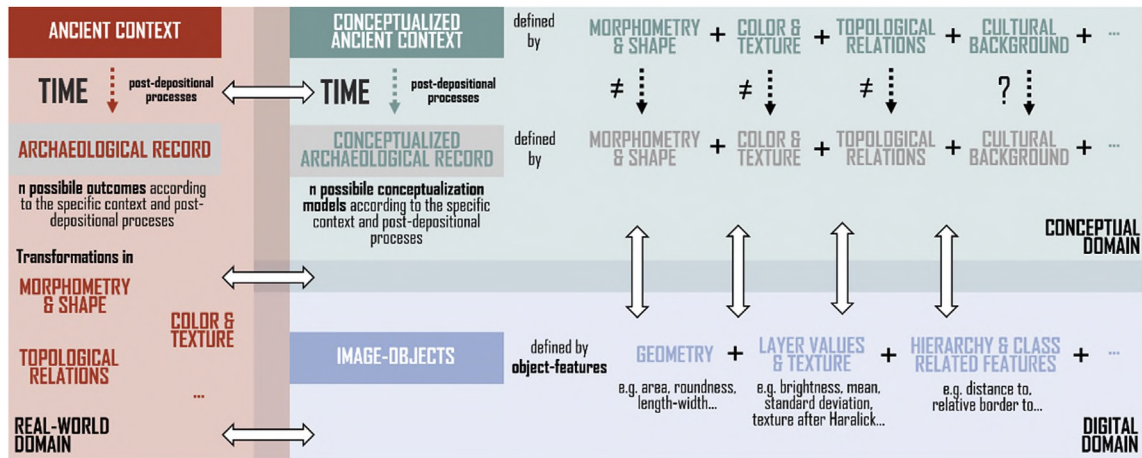 ANCIENT CONTEXT
TIME
post-depositional
processes
ARCHAEOLOGICAL RECORD
n possibile outcomes according
to the specific context and post-
depositional proceses
Transformations in
MORPHOMETRY
& SHAPE
COLOR &
TEXTURE
TOPOLOGICAL
RELATIONS
...
REAL-WORLD
DOMAIN
CONCEPTUALIZED
ANCIENT CONTEXT
defined
by
MORPHOMETRY
& SHAPE
+
COLOR &
TEXTURE
+
TOPOLOGICAL
RELATIONS
+
CULTURAL
BACKGROUND
+
...
TIME
post-depositional
processes
≠
≠
≠
?
CONCEPTUALIZED
ARCHAEOLOGICAL RECORD
defined
by
MORPHOMETRY
& SHAPE
+
COLOR &
TEXTURE
+
TOPOLOGICAL
RELATIONS
+
CULTURAL
BACKGROUND
+
...
n possibile conceptualization
models according to the specific
context and post-depositional
proceses
CONCEPTUAL
DOMAIN
IMAGE-OBJECTS
defined by
object-features
GEOMETRY
+
LAYER VALUES
& TEXTURE
+
HIERARCHY & CLASS
RELATED FEATURES
+
...
e.g. area, roundness,
length-width...
e.g. brightness, mean,
standard deviation,
texture after Haralick...
e.g. distance to,
relative border to...
DIGITAL
DOMAIN